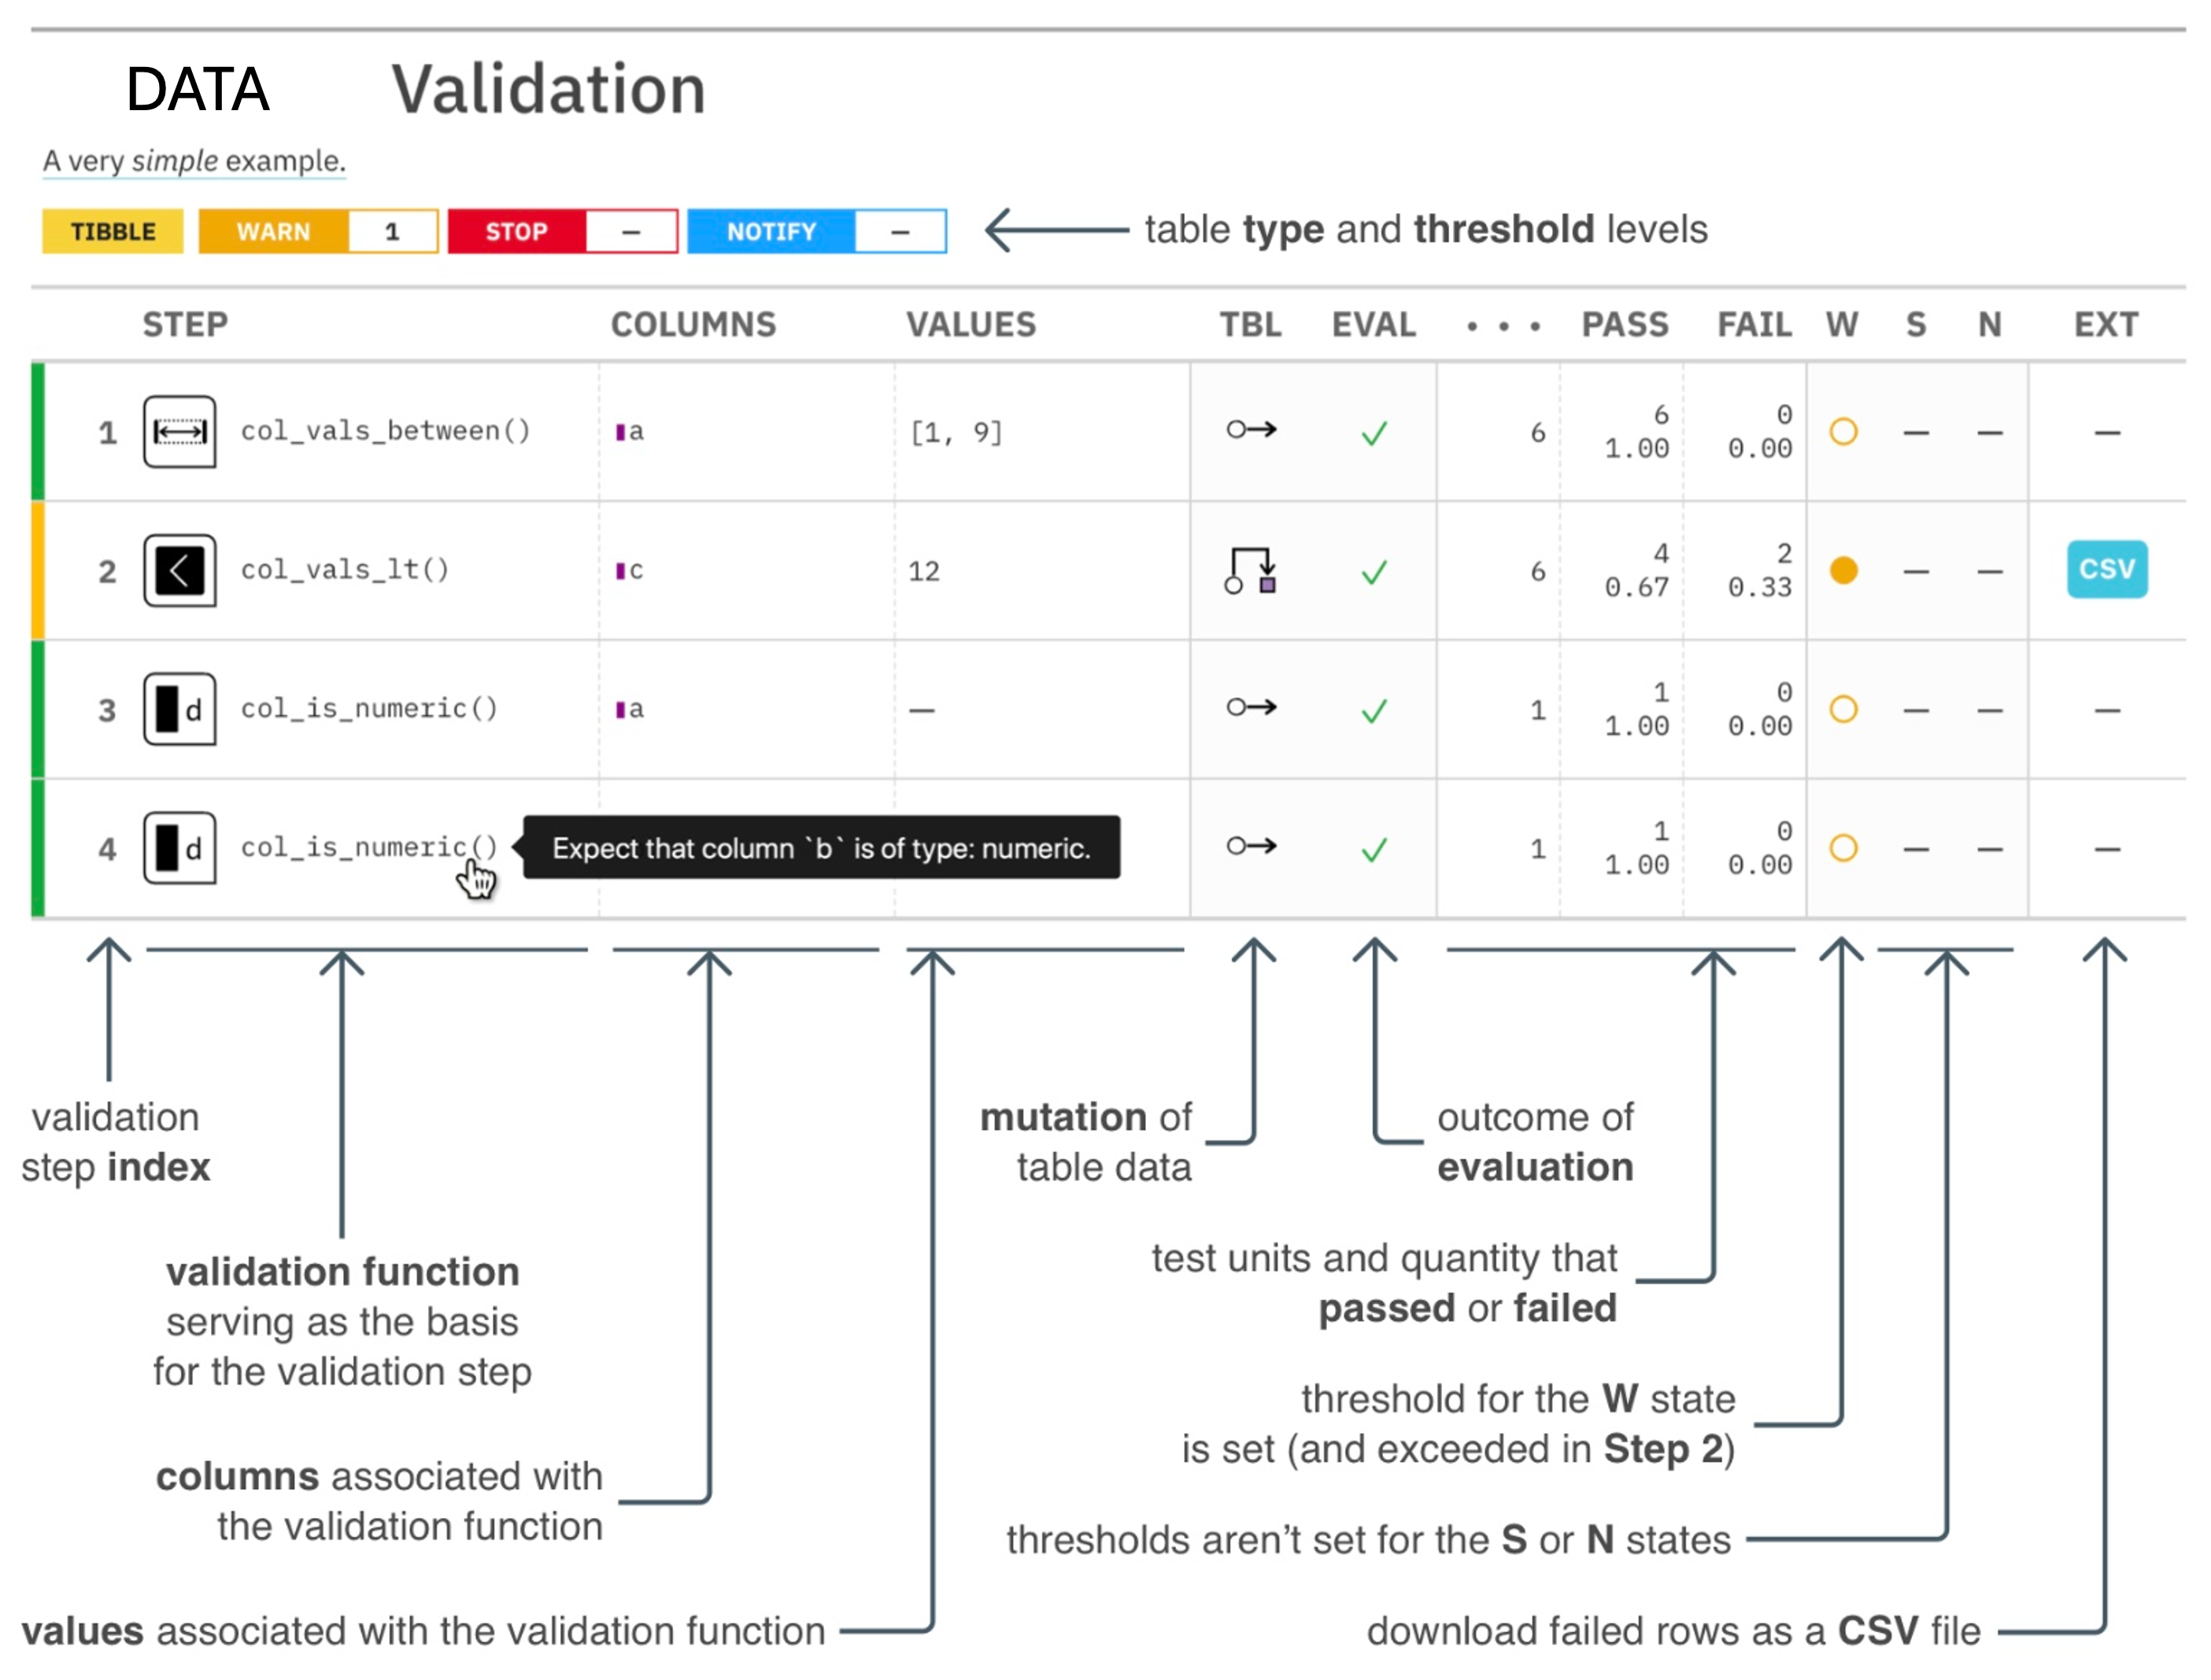 DATA Validation
A very simple example.
TIBBLE WARN 1 STOP — NOTIFY — table type and threshold levels
STEP COLUMNS VALUES TBL EVAL • • • PASS FAIL W S N EXT
1 col_vals_between() a [1, 9] ✓ 6 6 0 — — —
1.00 0.00
2 col_vals_lt() c 12 ✓ 6 4 2 — — CSV
0.67 0.33
3 d col_is_numeric() a — ✓ 1 1 0 — — —
1.00 0.00
4 d col_is_numeric() Expect that column `b` is of type: numeric. ✓ 1 1 0 — — —
1.00 0.00
validation
step index
mutation of
table data
outcome of
evaluation
validation function
serving as the basis
for the validation step
test units and quantity that
passed or failed
threshold for the W state
is set (and exceeded in Step 2)
columns associated with
the validation function
thresholds aren't set for the S or N states
values associated with the validation function
download failed rows as a CSV file